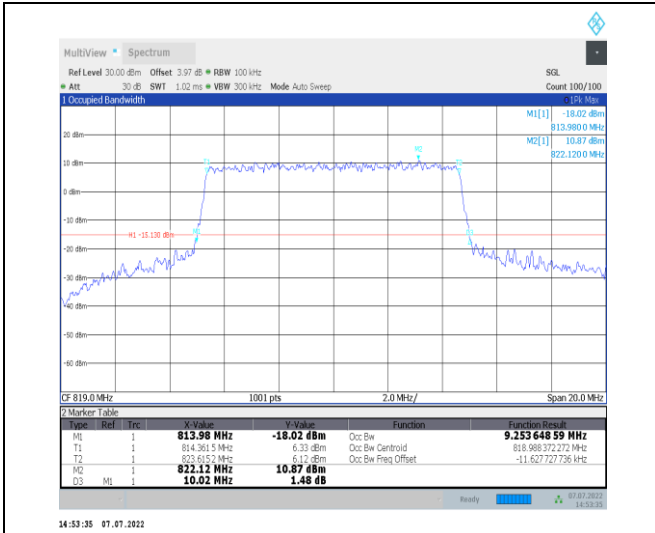 MultiView Spectrum
Ref Level 30.00 dBm Offset 3.97 dB RBW 100 kHz SGL
Att 30 dB SWT 1.02 ms VBW 300 kHz Mode Auto Sweep Count 100/100
1 Occupied Bandwidth 1Pk Max
M1[1] -18.02 dBm
813.9800 MHz
M2[1] 10.87 dBm
822.1200 MHz
20 dBm
M2
T1 T2
10 dBm
0 dBm
-10 dBm
H1 -15.130 dBm
M1 D3
-20 dBm
-30 dBm
-40 dBm
-50 dBm
-60 dBm
CF 819.0 MHz 1001 pts 2.0 MHz/ Span 20.0 MHz
2 Marker Table
Type Ref Trc X-Value Y-Value Function Function Result
M1 1 813.98 MHz -18.02 dBm Occ Bw 9.253 648 59 MHz
T1 1 814.361 5 MHz 6.33 dBm Occ Bw Centroid 818.988 372 272 MHz
T2 1 823.615 2 MHz 6.12 dBm Occ Bw Freq Offset -11.627 727 736 kHz
M2 1 822.12 MHz 10.87 dBm
D3 M1 1 10.02 MHz 1.48 dB
Ready 07.07.2022
14:53:35
14:53:35 07.07.2022